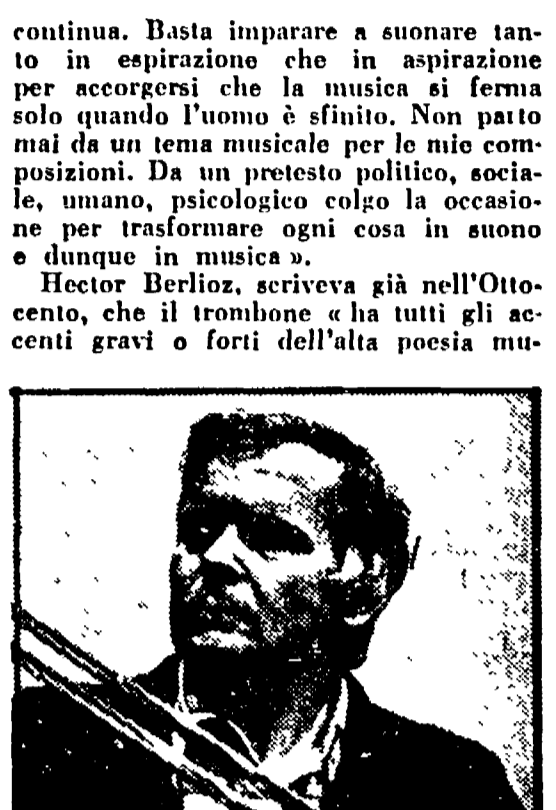 continua. Basta imparare a suonare tan-
to in espirazione che in aspirazione
per accorgersi che la musica si ferma
solo quando l'uomo è sfinito. Non parto
mai da un tema musicale per le mie com-
posizioni. Da un pretesto politico, socia-
le, umano, psicologico colgo la occasio-
ne per trasformare ogni cosa in suono
e dunque in musica ».
Hector Berlioz, scriveva già nell'Otto-
cento, che il trombone « ha tutti gli ac-
centi gravi o forti dell'alta poesia mu-